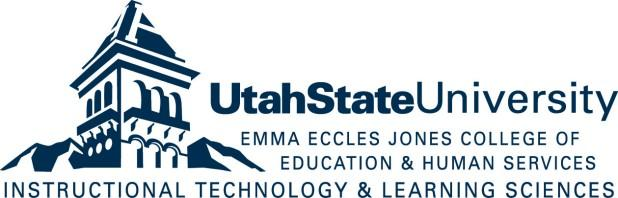 UtahStateUniversity
EMMA ECCLES JONES COLLEGE OF
EDUCATION & HUMAN SERVICES
INSTRUCTIONAL TECHNOLOGY & LEARNING SCIENCES